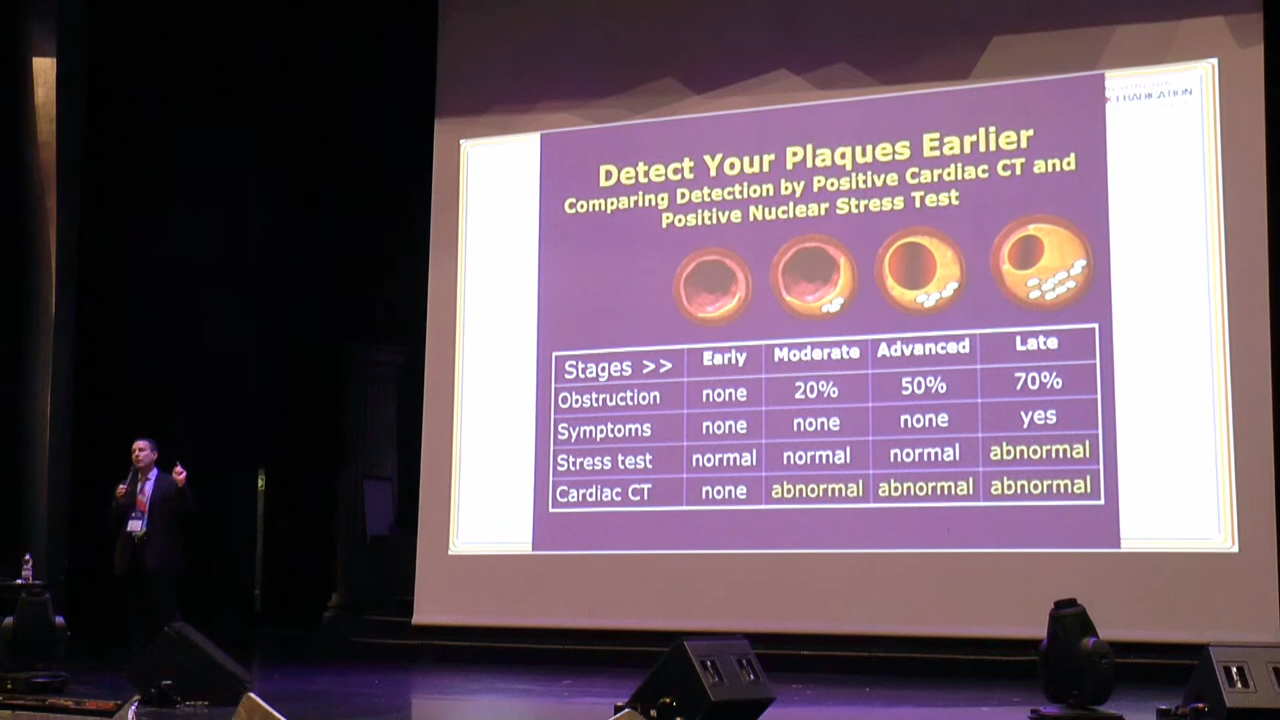 ERADICATION
Detect Your Plaques Earlier
Comparing Detection by Positive Cardiac CT and
Positive Nuclear Stress Test
Stages >> Early Moderate Advanced Late
Obstruction none 20% 50% 70%
Symptoms none none none yes
Stress test normal normal normal abnormal
Cardiac CT none abnormal abnormal abnormal